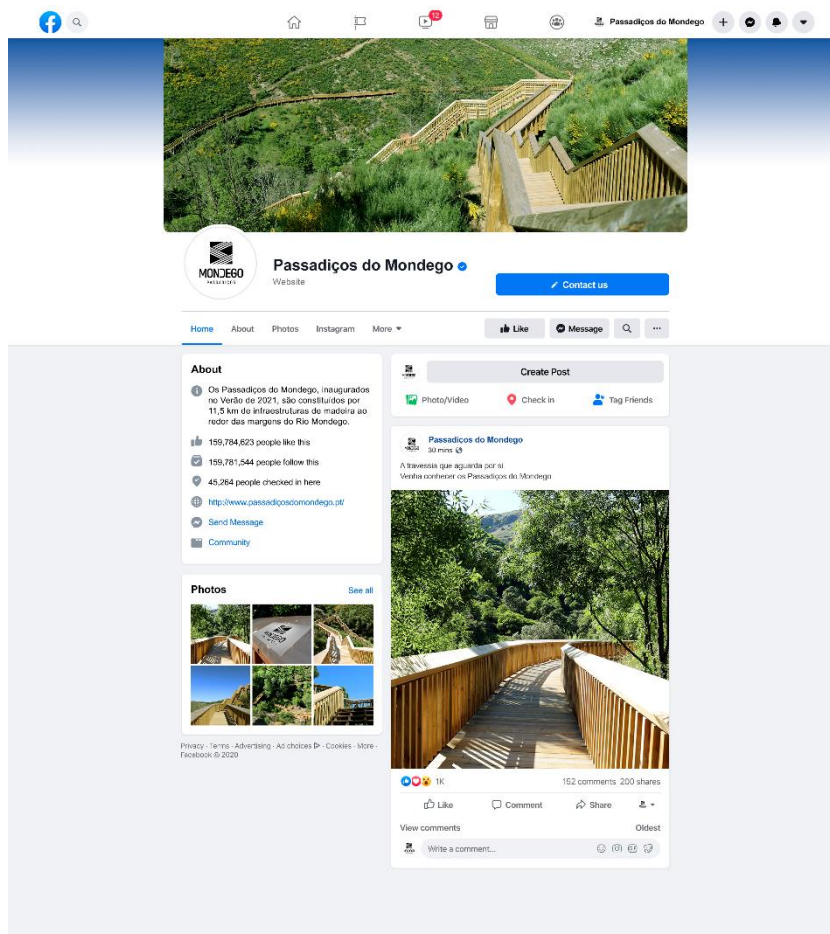 12
Passadiços do Mondego
MONDEGO
PASSADIÇOS
Passadiços do Mondego
Website
Contact us
Home About Photos Instagram More
Like Message
About
Os Passadiços do Mondego, inaugurados
no Verão de 2021, são constituídos por
11,5 km de infraestruturas de madeira ao
redor das margens do Rio Mondego.
159,784,623 people like this
159,781,544 people follow this
45,264 people checked in here
http://www.passadiçosdomondego.pt/
Send Message
Community
Photos See all
MONDEGO
Privacy · Terms · Advertising · Ad choices · Cookies · More ·
Facebook © 2020
Create Post
Photo/Video Check in Tag Friends
Passadiços do Mondego
30 mins
A travessia que aguarda por si
Venha conhecer os Passadiços do Mondego
1K 152 comments 200 shares
Like Comment Share
View comments Oldest
Write a comment...